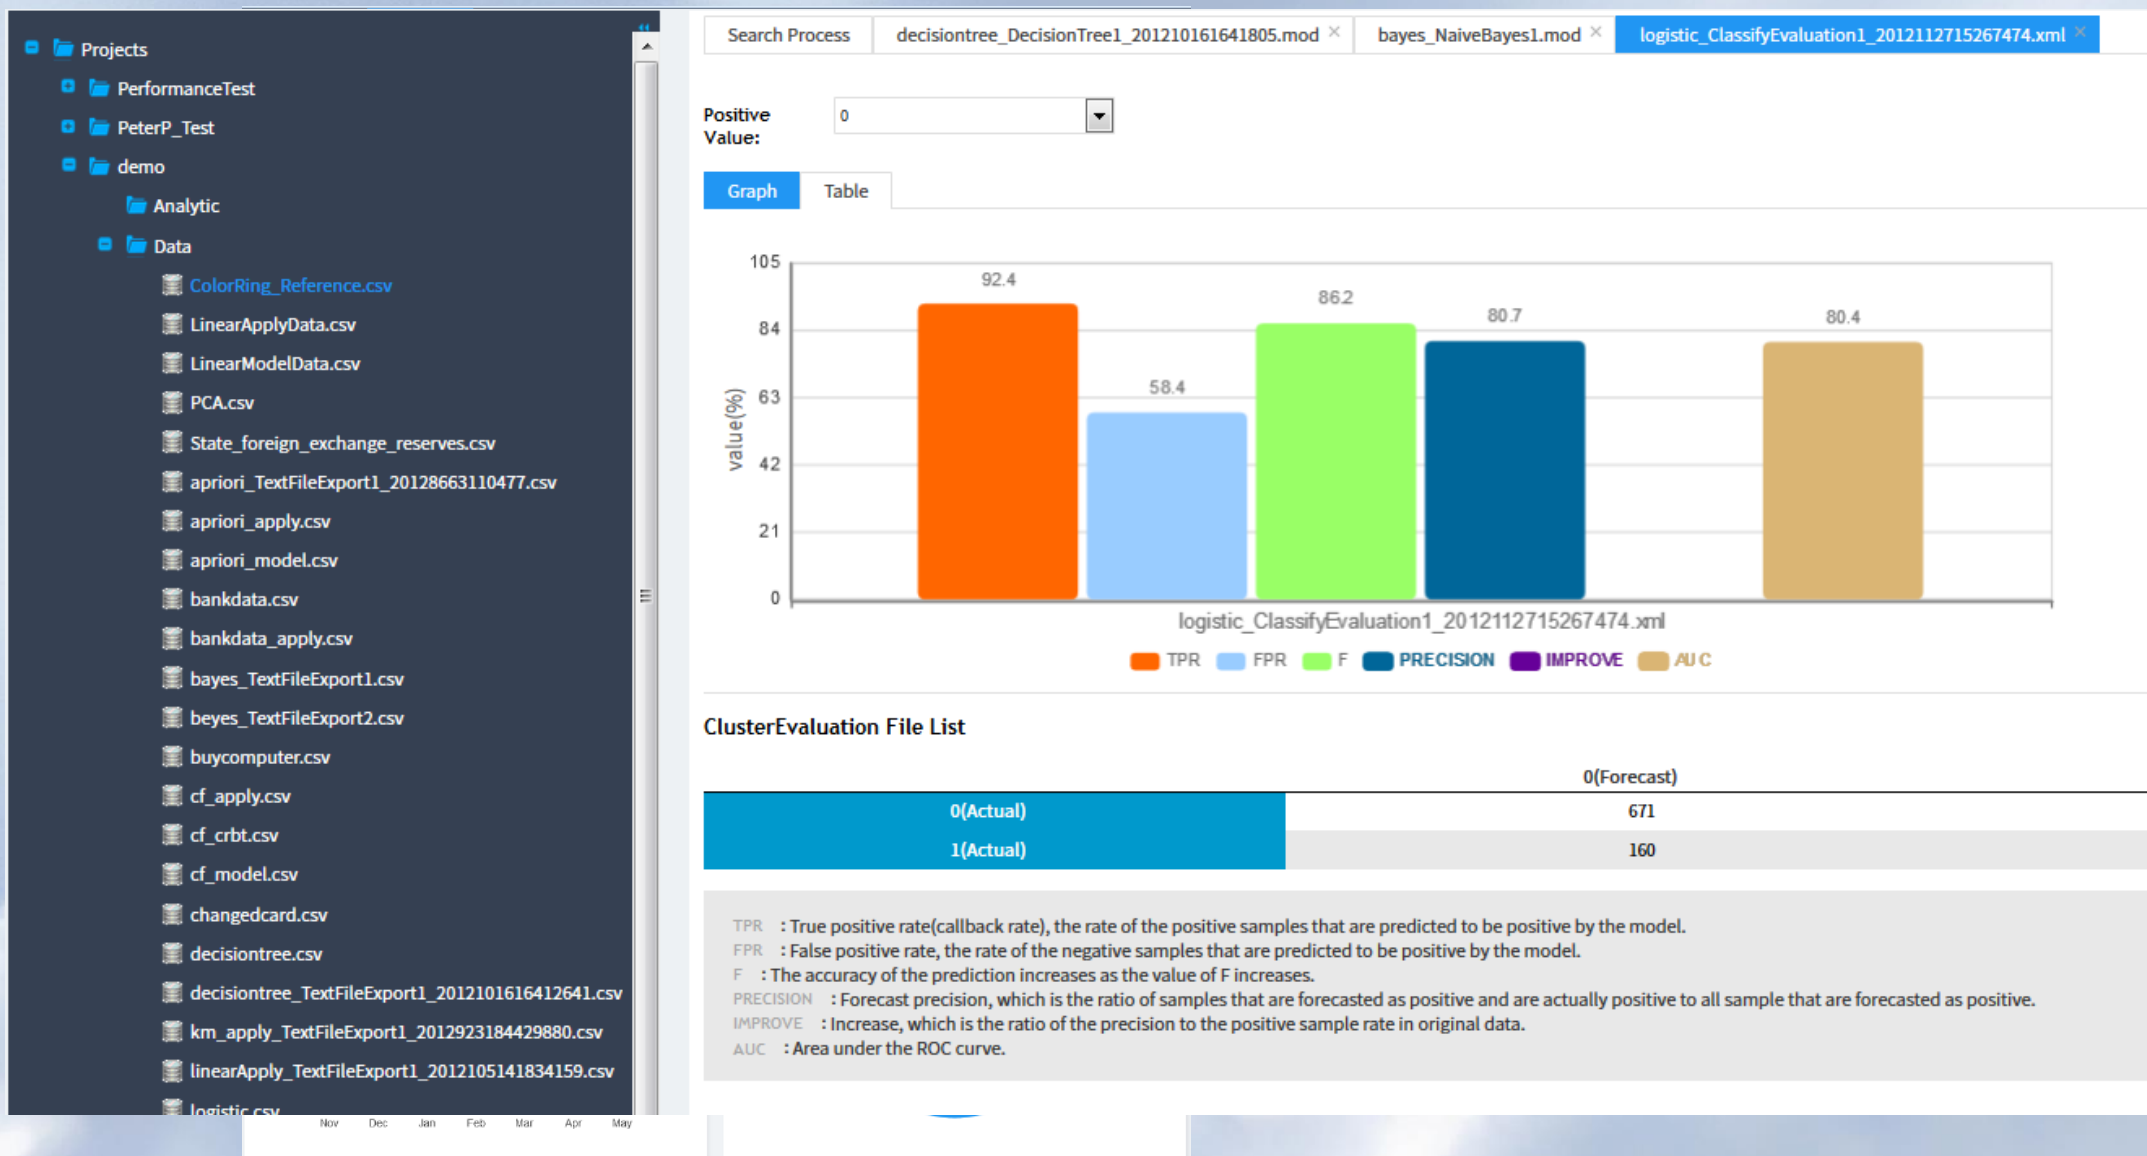 Projects
PerformanceTest
PeterP_Test
demo
Analytic
Data
ColorRing_Reference.csv
LinearApplyData.csv
LinearModelData.csv
PCA.csv
State_foreign_exchange_reserves.csv
apriori_TextFileExport1_20128663110477.csv
apriori_apply.csv
apriori_model.csv
bankdata.csv
bankdata_apply.csv
bayes_TextFileExport1.csv
beyes_TextFileExport2.csv
buycomputer.csv
cf_apply.csv
cf_crbt.csv
cf_model.csv
changedcard.csv
decisiontree.csv
decisiontree_TextFileExport1_2012101616412641.csv
km_apply_TextFileExport1_2012923184429880.csv
linearApply_TextFileExport1_2012105141834159.csv
logistic.csv
Nov Dec Jan Feb Mar Apr May
Search Process decisiontree_DecisionTree1_201210161641805.mod × bayes_NaiveBayes1.mod × logistic_ClassifyEvaluation1_2012112715267474.xml ×
Positive
Value:
0
Graph Table
105
84
63
42
21
0
value(%)
92.4
58.4
86.2
80.7
80.4
logistic_ClassifyEvaluation1_2012112715267474.xml
TPR FPR F PRECISION IMPROVE AUC
ClusterEvaluation File List
0(Forecast)
0(Actual) 671
1(Actual) 160
TPR : True positive rate(callback rate), the rate of the positive samples that are predicted to be positive by the model.
FPR : False positive rate, the rate of the negative samples that are predicted to be positive by the model.
F : The accuracy of the prediction increases as the value of F increases.
PRECISION : Forecast precision, which is the ratio of samples that are forecasted as positive and are actually positive to all sample that are forecasted as positive.
IMPROVE : Increase, which is the ratio of the precision to the positive sample rate in original data.
AUC : Area under the ROC curve.